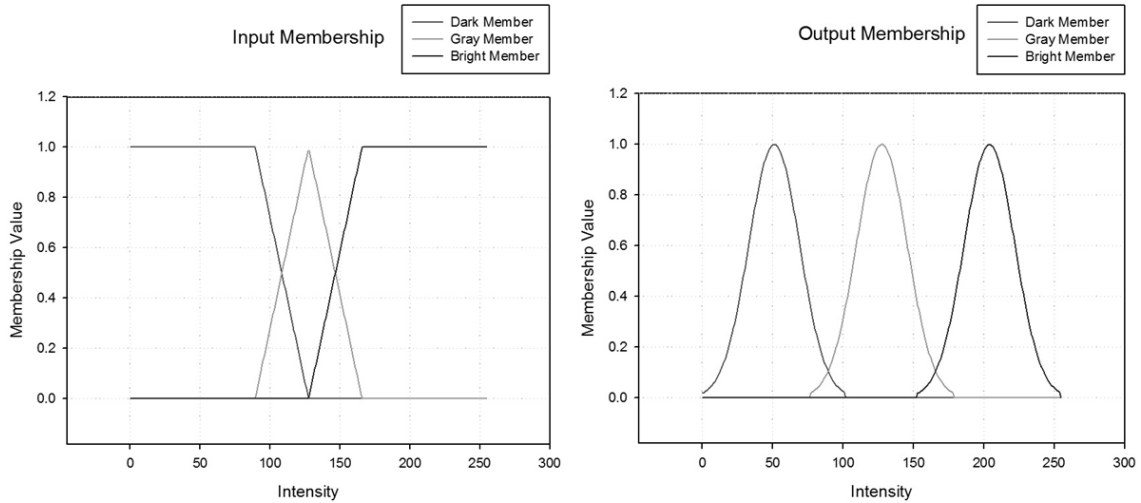 Input Membership
Dark Member
Gray Member
Bright Member
1.2
1.0
0.8
0.6
0.4
0.2
0.0
Membership Value
0 50 100 150 200 250 300
Intensity
Output Membership
Dark Member
Gray Member
Bright Member
1.2
1.0
0.8
0.6
0.4
0.2
0.0
Membership Value
0 50 100 150 200 250 300
Intensity